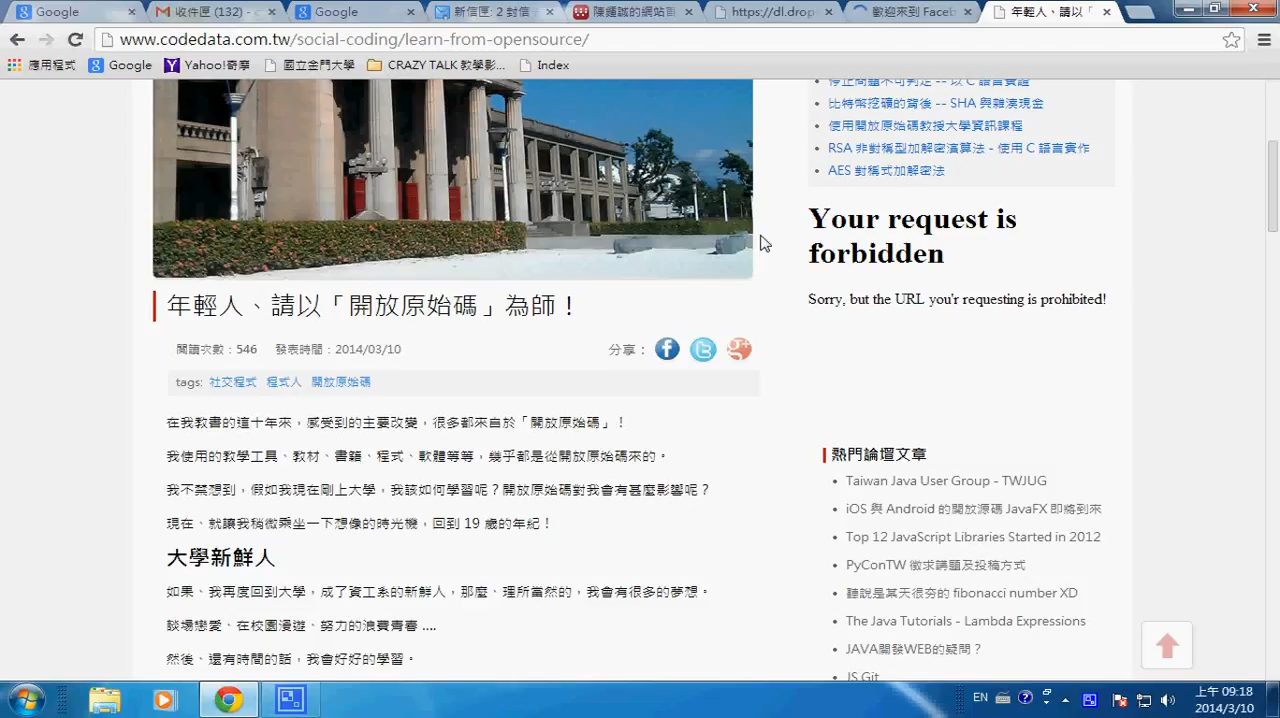 Google
收件匣 (132) -
Google
新信匣: 2 封信
陳鍾誠的網站
https://dl.drop
歡迎來到 Faceb
年輕人、請以「
www.codedata.com.tw/social-coding/learn-from-opensource/
應用程式
Google
Yahoo!奇摩
國立金門大學
CRAZY TALK 教學影...
Index
停止問題不可判定 -- 以 C 語言實證
比特幣挖礦的背後 -- SHA 與雜湊現金
使用開放原始碼教授大學資訊課程
RSA 非對稱型加解密演算法 - 使用 C 語言實作
AES 對稱式加解密法
Your request is
forbidden
Sorry, but the URL you'r requesting is prohibited!
年輕人、請以「開放原始碼」為師！
閱讀次數：546 發表時間：2014/03/10
分享：
tags: 社交程式 程式人 開放原始碼
在我教書的這十年來，感受到的主要改變，很多都來自於「開放原始碼」！
我使用的教學工具、教材、書籍、程式、軟體等等，幾乎都是從開放原始碼來的。
我不禁想到，假如我現在剛上大學，我該如何學習呢？開放原始碼對我會有甚麼影響呢？
現在、就讓我稍微乘坐一下想像的時光機，回到 19 歲的年紀！
大學新鮮人
如果、我再度回到大學，成了資工系的新鮮人，那麼、理所當然的，我會有很多的夢想。
談場戀愛、在校園漫遊、努力的浪費青春 ....
然後、還有時間的話，我會好好的學習。
熱門論壇文章
Taiwan Java User Group - TWJUG
iOS 與 Android 的開放源碼 JavaFX 即將到來
Top 12 JavaScript Libraries Started in 2012
PyConTW 徵求講題及投稿方式
聽說是某天很夯的 fibonacci number XD
The Java Tutorials - Lambda Expressions
JAVA開發WEB的疑問？
JS Git
EN
上午 09:18
2014/3/10